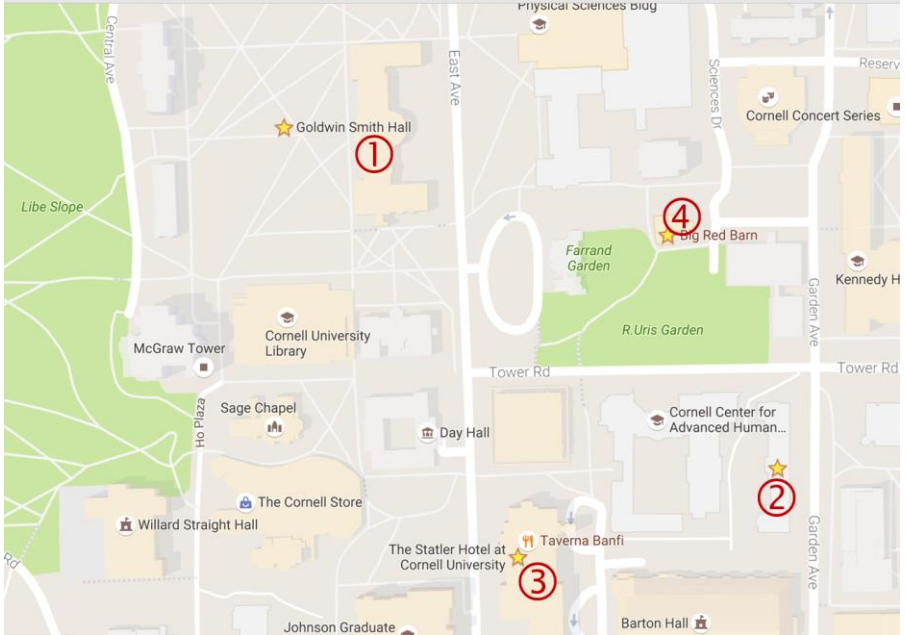 Physical Sciences Bldg
Central Ave
East Ave
Sciences Dr
Reserv
Cornell Concert Series
Goldwin Smith Hall
①
Libe Slope
④
Big Red Barn
Farrand
Garden
Kennedy H
Garden Ave
R.Uris Garden
Cornell University
Library
McGraw Tower
Tower Rd
Tower Rd
Ho Plaza
Sage Chapel
Day Hall
Cornell Center for
Advanced Human...
The Cornell Store
②
Willard Straight Hall
Garden Ave
Taverna Banfi
The Statler Hotel at
Cornell University
③
Rd
Johnson Graduate
Barton Hall